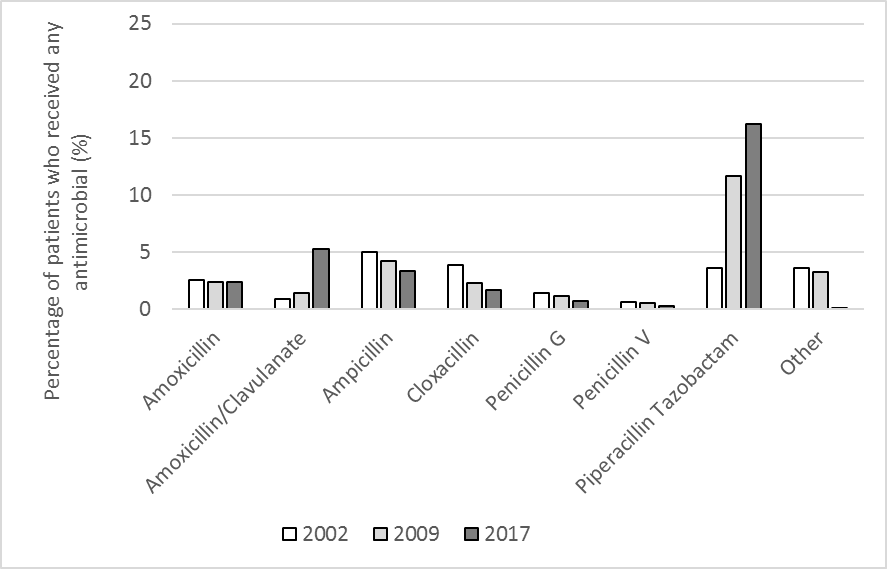 Percentage of patients who received any
antimicrobial (%)
25
20
15
10
5
0
Amoxicillin
Amoxicillin/Clavulanate
Ampicillin
Cloxacillin
Penicillin G
Penicillin V
Piperacillin Tazobactam
Other
2002 2009 2017